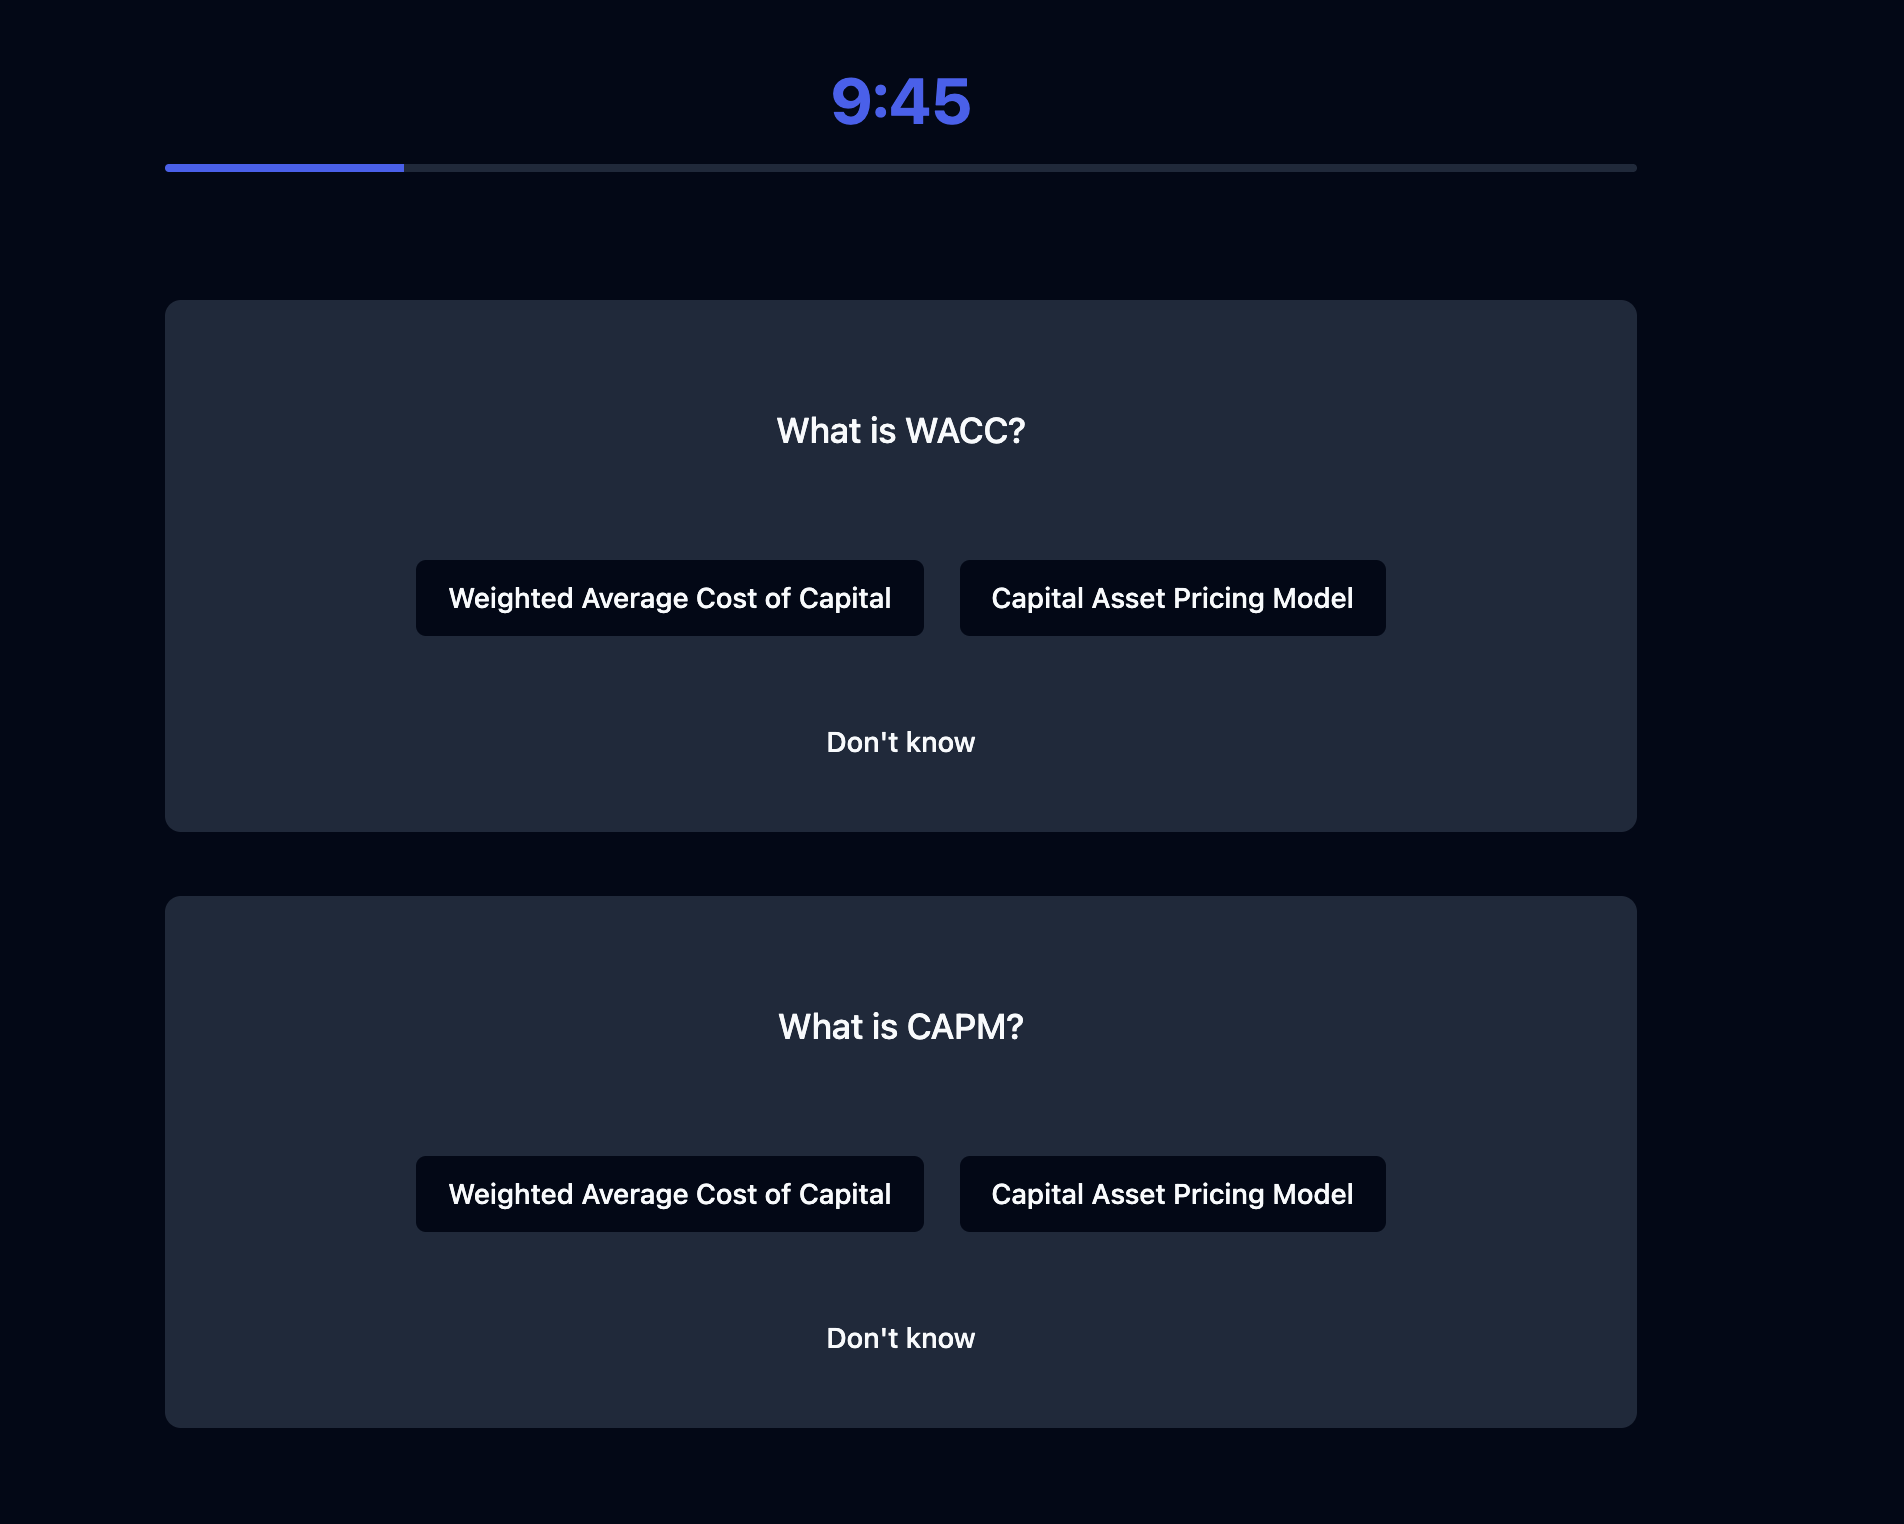 9:45
What is WACC?
Weighted Average Cost of Capital
Capital Asset Pricing Model
Don't know
What is CAPM?
Weighted Average Cost of Capital
Capital Asset Pricing Model
Don't know